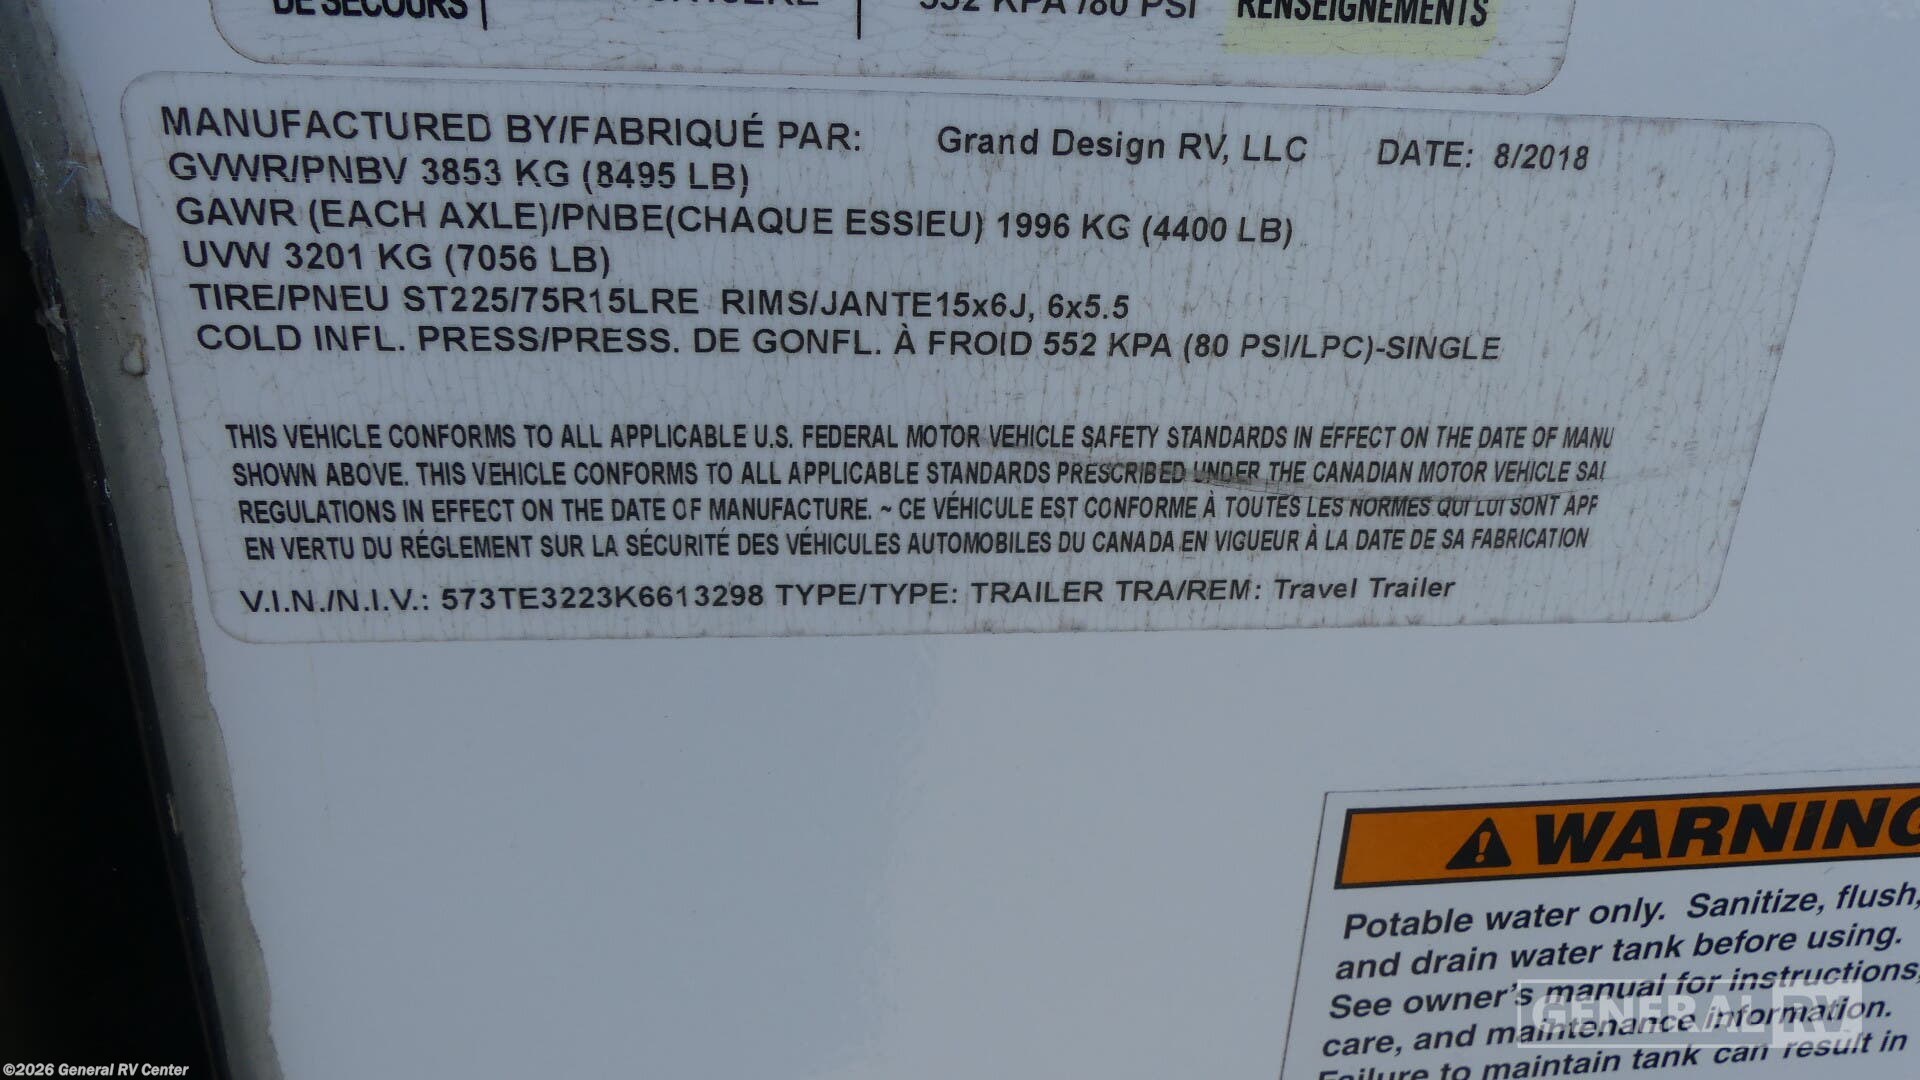 DE SECOURS
552 KPA /80 PSI
RENSEIGNEMENTS
MANUFACTURED BY/FABRIQUÉ PAR: Grand Design RV, LLC DATE: 8/2018
GVWR/PNBV 3853 KG (8495 LB)
GAWR (EACH AXLE)/PNBE(CHAQUE ESSIEU) 1996 KG (4400 LB)
UVW 3201 KG (7056 LB)
TIRE/PNEU ST225/75R15LRE RIMS/JANTE15x6J, 6x5.5
COLD INFL. PRESS/PRESS. DE GONFL. À FROID 552 KPA (80 PSI/LPC)-SINGLE
THIS VEHICLE CONFORMS TO ALL APPLICABLE U.S. FEDERAL MOTOR VEHICLE SAFETY STANDARDS IN EFFECT ON THE DATE OF MANU
SHOWN ABOVE. THIS VEHICLE CONFORMS TO ALL APPLICABLE STANDARDS PRESCRIBED UNDER THE CANADIAN MOTOR VEHICLE SAI
REGULATIONS IN EFFECT ON THE DATE OF MANUFACTURE. ~ CE VÉHICULE EST CONFORME À TOUTES LES NORMES QUI LUI SONT APP
EN VERTU DU RÉGLEMENT SUR LA SÉCURITÉ DES VÉHICULES AUTOMOBILES DU CANADA EN VIGUEUR À LA DATE DE SA FABRICATION
V.I.N./N.I.V.: 573TE3223K6613298 TYPE/TYPE: TRAILER TRA/REM: Travel Trailer
WARNING
Potable water only. Sanitize, flush,
and drain water tank before using.
See owner's manual for instructions,
care, and maintenance information.
Failure to maintain tank can result in
GENERAL RV
©2026 General RV Center